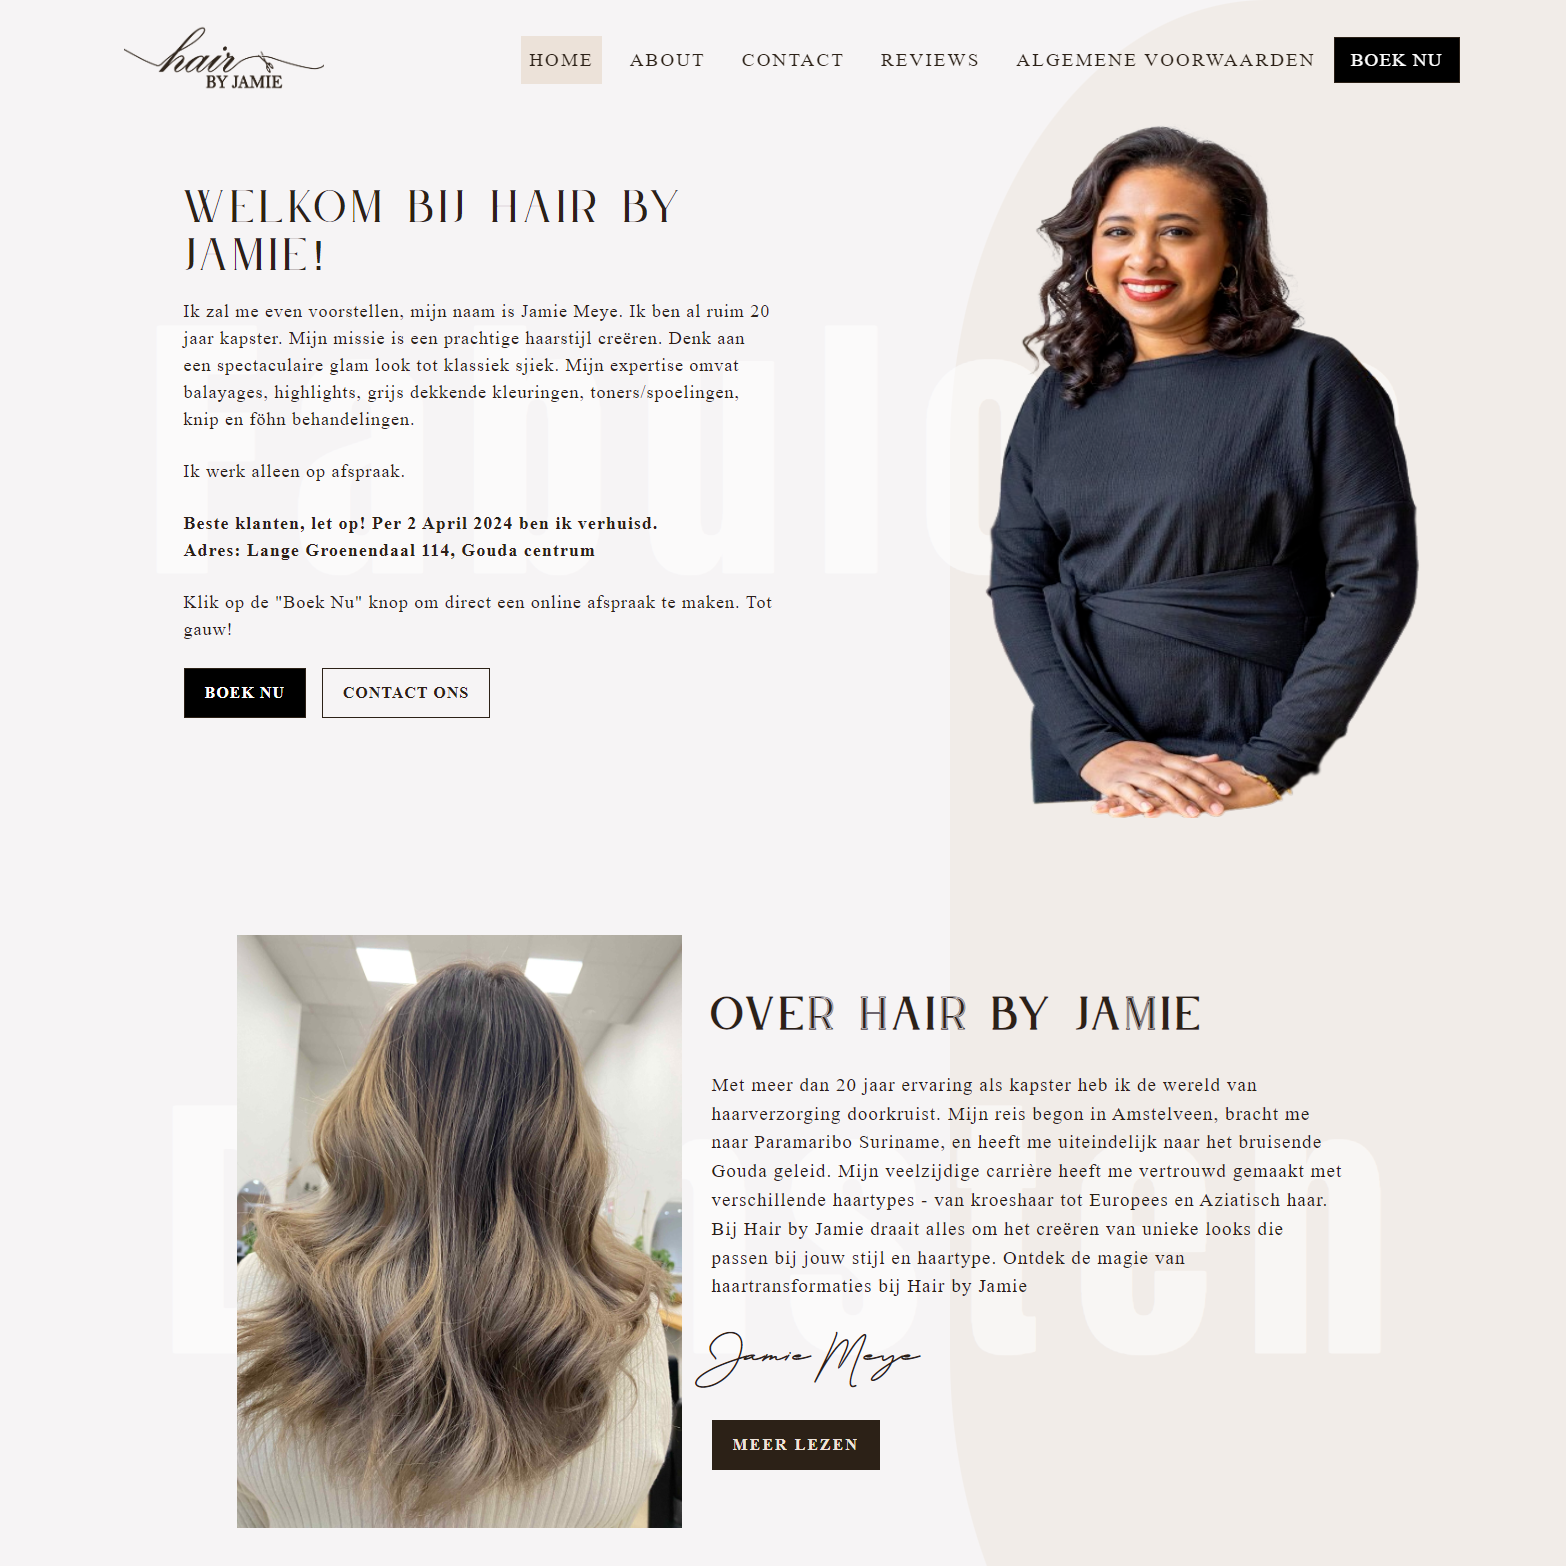 hair
BY JAMIE
HOME ABOUT CONTACT REVIEWS ALGEMENE VOORWAARDEN BOEK NU
WELKOM BIJ HAIR BY
JAMIE!
Ik zal me even voorstellen, mijn naam is Jamie Meye. Ik ben al ruim 20
jaar kapster. Mijn missie is een prachtige haarstijl creëren. Denk aan
een spectaculaire glam look tot klassiek sjiek. Mijn expertise omvat
balayages, highlights, grijs dekkende kleuringen, toners/spoelingen,
knip en föhn behandelingen.
Ik werk alleen op afspraak.
Beste klanten, let op! Per 2 April 2024 ben ik verhuisd.
Adres: Lange Groenendaal 114, Gouda centrum
Klik op de "Boek Nu" knop om direct een online afspraak te maken. Tot
gauw!
BOEK NU CONTACT ONS
OVER HAIR BY JAMIE
Met meer dan 20 jaar ervaring als kapster heb ik de wereld van
haarverzorging doorkruist. Mijn reis begon in Amstelveen, bracht me
naar Paramaribo Suriname, en heeft me uiteindelijk naar het bruisende
Gouda geleid. Mijn veelzijdige carrière heeft me vertrouwd gemaakt met
verschillende haartypes - van kroeshaar tot Europees en Aziatisch haar.
Bij Hair by Jamie draait alles om het creëren van unieke looks die
passen bij jouw stijl en haartype. Ontdek de magie van
haartransformaties bij Hair by Jamie
Jamie Meye
MEER LEZEN